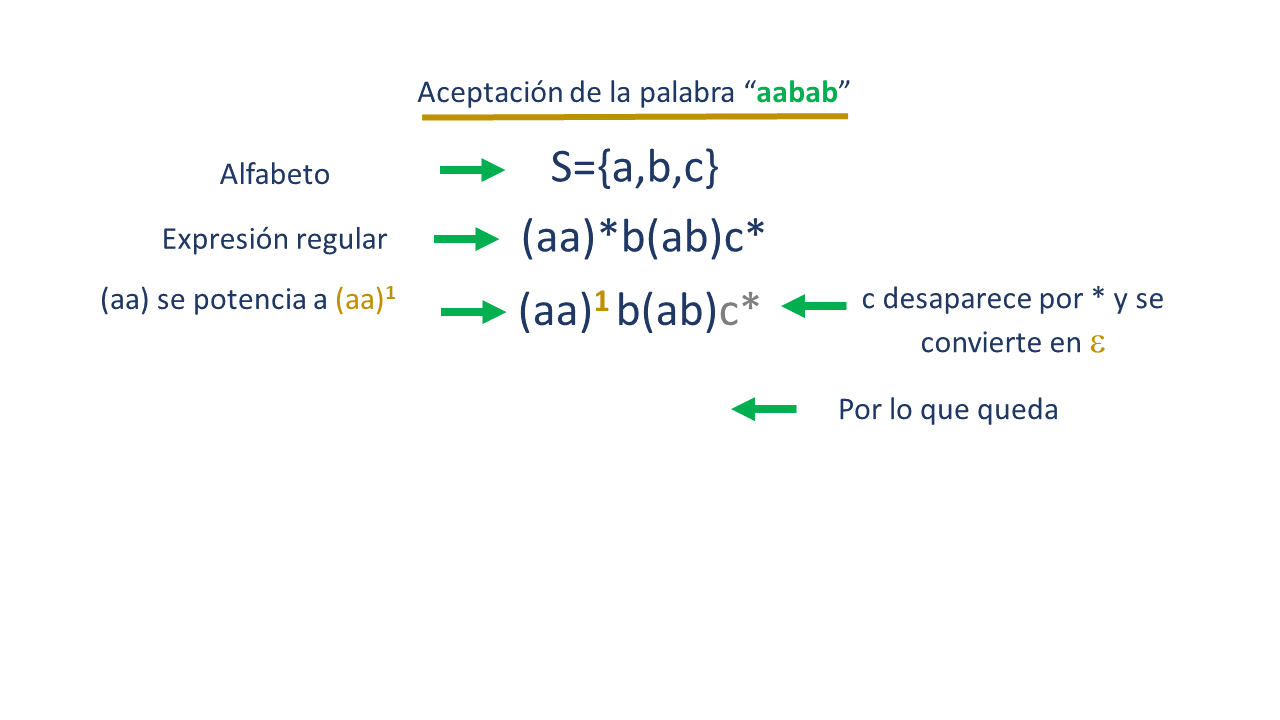 Aceptación de la palabra “aabab”
Alfabeto
S={a,b,c}
Expresión regular
(aa)*b(ab)c*
(aa) se potencia a (aa)¹
(aa)¹ b(ab)c*
c desaparece por * y se
convierte en ε
Por lo que queda